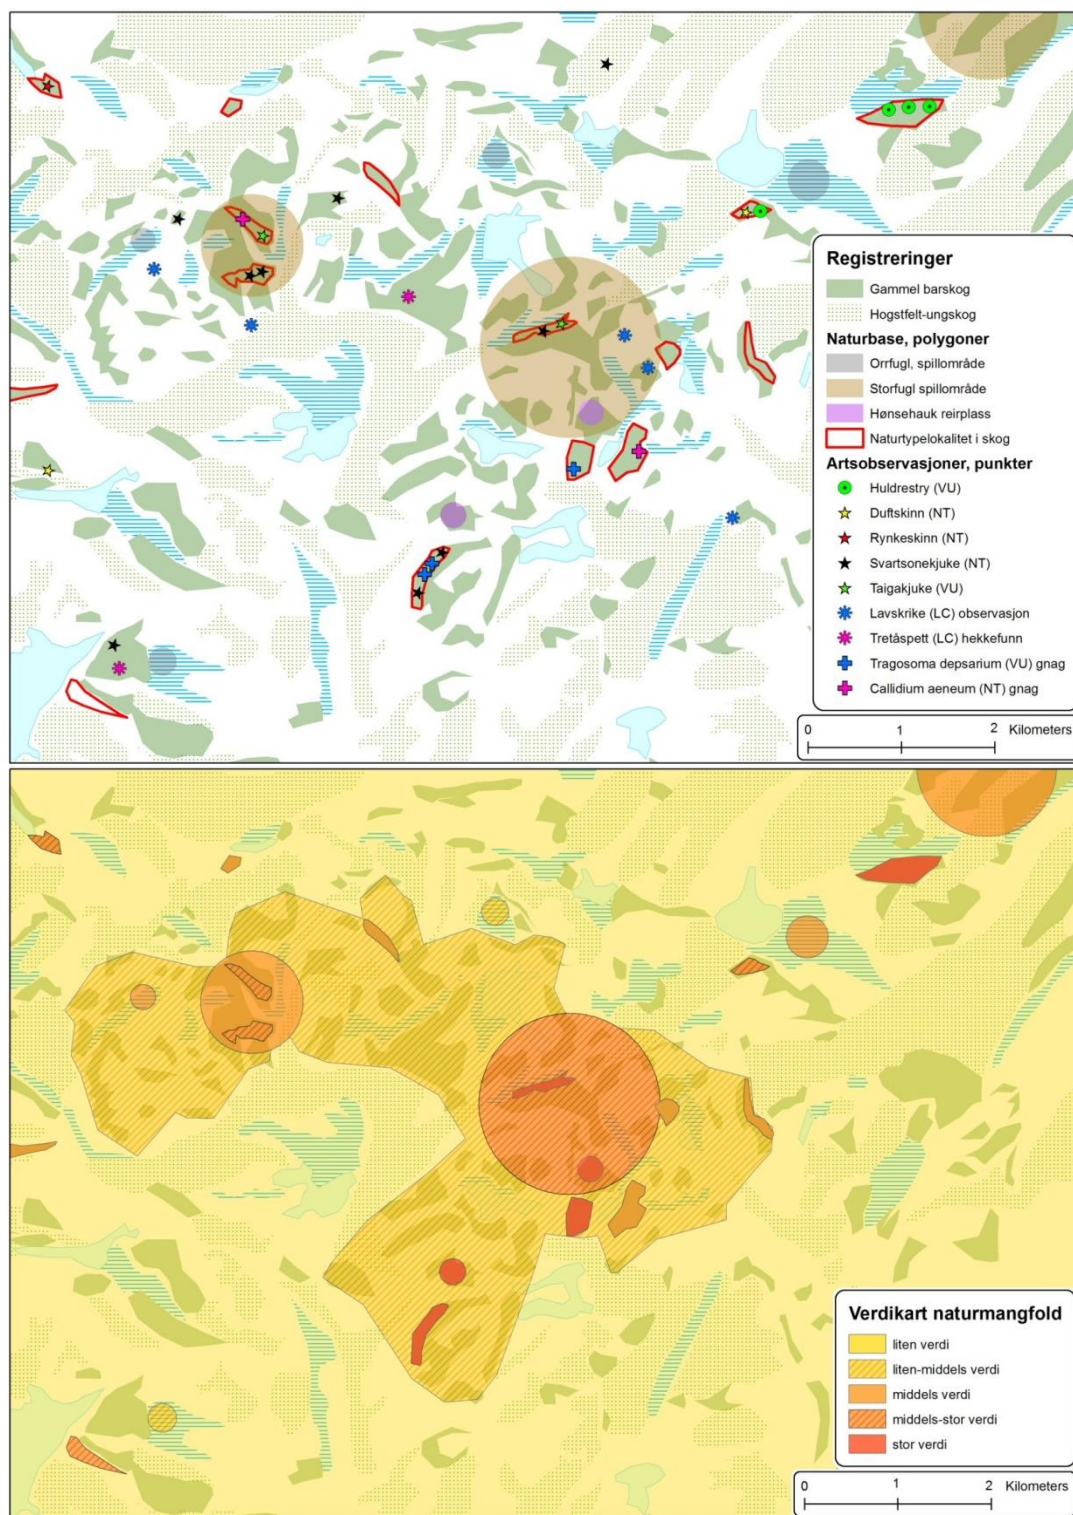 Registreringer
Gammel barskog
Hogstfelt-ungskog
Naturbase, polygoner
Orrfugl, spillområde
Storfugl spillområde
Hønsehauk reirplass
Naturtypelokalitet i skog
Artsobservasjoner, punkter
Huldrestry (VU)
Duftskinn (NT)
Rynkeskinn (NT)
Svartsonekjuke (NT)
Taigakjuke (VU)
Lavskrike (LC) observasjon
Tretåspett (LC) hekkefunn
Tragosoma depsarium (VU) gnag
Callidium aeneum (NT) gnag
0 1 2 Kilometers
Verdikart naturmangfold
liten verdi
liten-middels verdi
middels verdi
middels-stor verdi
stor verdi
0 1 2 Kilometers